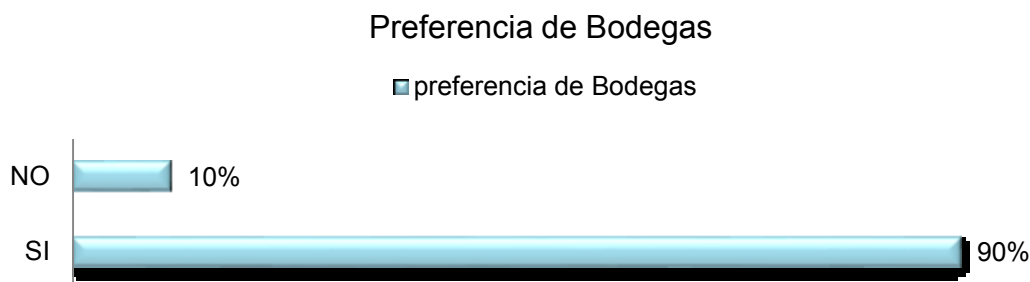 Preferencia de Bodegas
preferencia de Bodegas
NO 10%
SI 90%